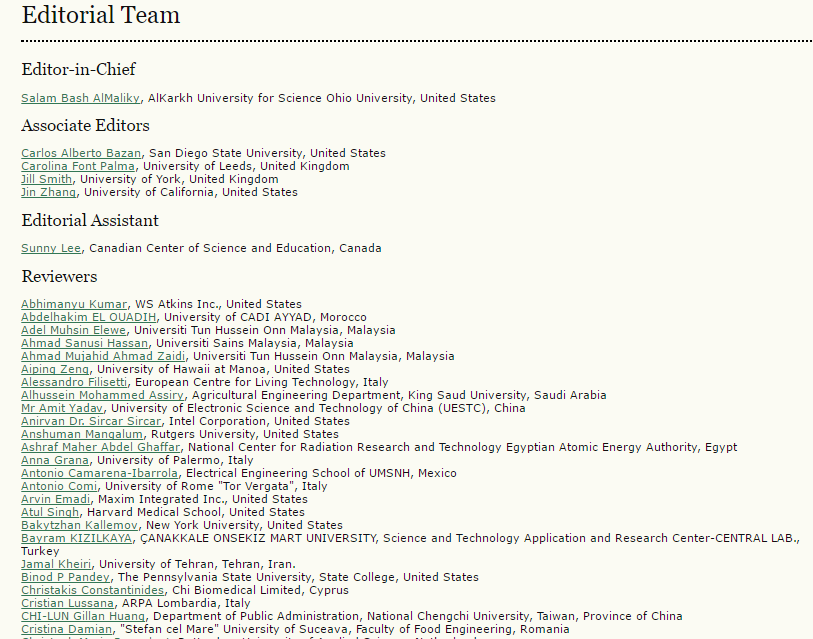 Editorial Team
Editor-in-Chief
Salam Bash AlMaliky, AlKarkh University for Science Ohio University, United States
Associate Editors
Carlos Alberto Bazan, San Diego State University, United States
Carolina Font Palma, University of Leeds, United Kingdom
Jill Smith, University of York, United Kingdom
Jin Zhang, University of California, United States
Editorial Assistant
Sunny Lee, Canadian Center of Science and Education, Canada
Reviewers
Abhimanyu Kumar, WS Atkins Inc., United States
Abdelhakim EL OUADIH, University of CADI AYYAD, Morocco
Adel Muhsin Elewe, Universiti Tun Hussein Onn Malaysia, Malaysia
Ahmad Sanusi Hassan, Universiti Sains Malaysia, Malaysia
Ahmad Mujahid Ahmad Zaidi, Universiti Tun Hussein Onn Malaysia, Malaysia
Aiping Zeng, University of Hawaii at Manoa, United States
Alessandro Filisetti, European Centre for Living Technology, Italy
Alhussein Mohammed Assiry, Agricultural Engineering Department, King Saud University, Saudi Arabia
Mr Amit Yadav, University of Electronic Science and Technology of China (UESTC), China
Anirvan Dr. Sircar Sircar, Intel Corporation, United States
Anshuman Mangalum, Rutgers University, United States
Ashraf Maher Abdel Ghaffar, National Center for Radiation Research and Technology Egyptian Atomic Energy Authority, Egypt
Anna Grana, University of Palermo, Italy
Antonio Camarena-Ibarrola, Electrical Engineering School of UMSNH, Mexico
Antonio Comi, University of Rome "Tor Vergata", Italy
Arvin Emadi, Maxim Integrated Inc., United States
Atul Singh, Harvard Medical School, United States
Bakytzhan Kallemov, New York University, United States
Bayram KIZILKAYA, ÇANAKKALE ONSEKIZ MART UNIVERSITY, Science and Technology Application and Research Center-CENTRAL LAB.,
Turkey
Jamal Kheiri, University of Tehran, Tehran, Iran.
Binod P Pandey, The Pennsylvania State University, State College, United States
Christakis Constantinides, Chi Biomedical Limited, Cyprus
Cristian Lussana, ARPA Lombardia, Italy
CHI-LUN Gillan Huang, Department of Public Administration, National Chengchi University, Taiwan, Province of China
Cristina Damian, "Stefan cel Mare" University of Suceava, Faculty of Food Engineering, Romania